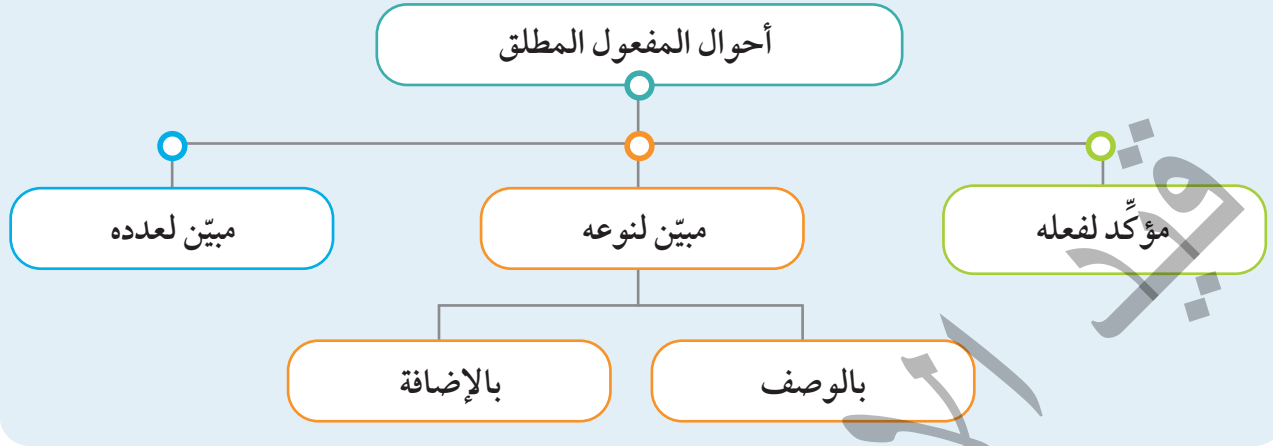 أحوال المفعول المطلق
مؤكِّد لفعله
مبيّن لنوعه
مبيّن لعدده
بالوصف
بالإضافة